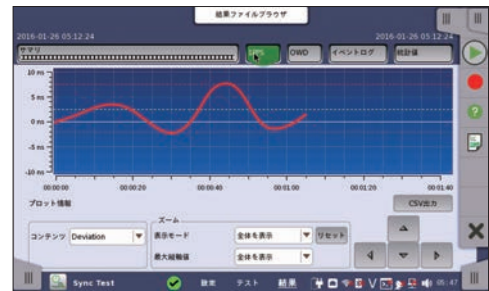 結果ファイルブラウザ
2016-01-26 05:12:24
2016-01-26 05:12:24
サマリ
1PPS
OWD
イベントログ
統計値
10 ns
5 ns
0 ns
-5 ns
-10 ns
00:00:00
00:00:20
00:00:40
00:01:00
00:01:20
00:01:40
プロット情報
CSV出力
ズーム
コンテンツ
Deviation
表示モード
全体を表示
リセット
最大縦軸値
全体を表示
Sync Test
設定
テスト
結果
05:47